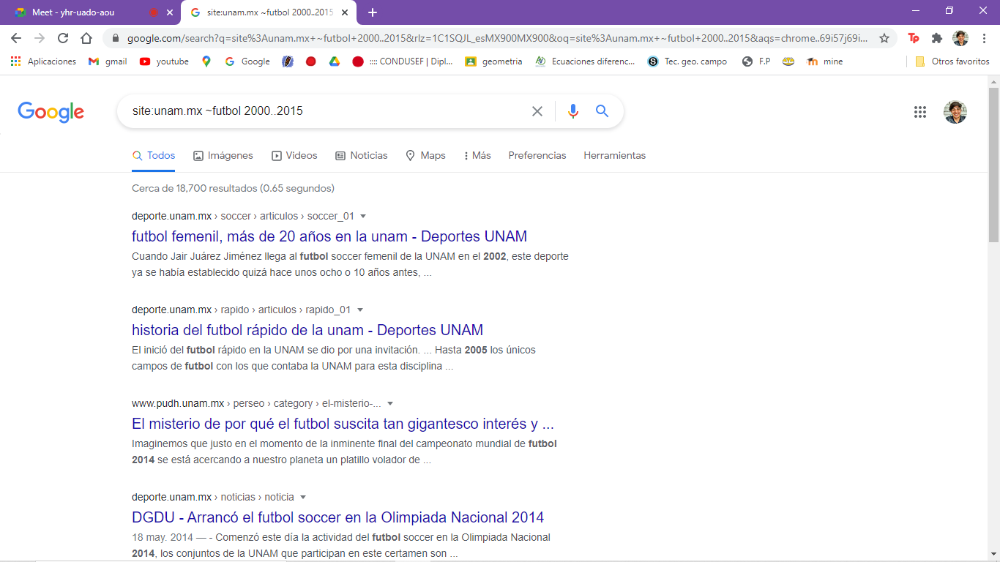 Meet - yhr-uado-aou
site:unam.mx ~futbol 2000..2015
google.com/search?q=site%3Aunam.mx+~futbol+2000..2015&rlz=1C1SQJL_esMX900MX900&oq=site%3Aunam.mx+~futbol+2000..2015&aqs=chrome..69i57j69i...
Tp
Aplicaciones
gmail
youtube
Google
:::: CONDUSEF | Dipl...
geometria
Ecuaciones diferenc...
Tec. geo. campo
F.P
mine
Otros favoritos
Google
site:unam.mx ~futbol 2000..2015
Todos
Imágenes
Videos
Noticias
Maps
Más
Preferencias
Herramientas
Cerca de 18,700 resultados (0.65 segundos)
deporte.unam.mx › soccer › articulos › soccer_01
futbol femenil, más de 20 años en la unam - Deportes UNAM
Cuando Jair Juárez Jiménez llega al futbol soccer femenil de la UNAM en el 2002, este deporte
ya se había establecido quizá hace unos ocho o 10 años antes, ...
deporte.unam.mx › rapido › articulos › rapido_01
historia del futbol rápido de la unam - Deportes UNAM
El inició del futbol rápido en la UNAM se dio por una invitación. ... Hasta 2005 los únicos
campos de futbol con los que contaba la UNAM para esta disciplina ...
www.pudh.unam.mx › perseo › category › el-misterio-...
El misterio de por qué el futbol suscita tan gigantesco interés y ...
Imaginemos que justo en el momento de la inminente final del campeonato mundial de futbol
2014 se está acercando a nuestro planeta un platillo volador de ...
deporte.unam.mx › noticias › noticia
DGDU - Arrancó el futbol soccer en la Olimpiada Nacional 2014
18 may. 2014 — - Comenzó este día la actividad del futbol soccer en la Olimpiada Nacional
2014, los conjuntos de la UNAM que participan en este certamen son ...